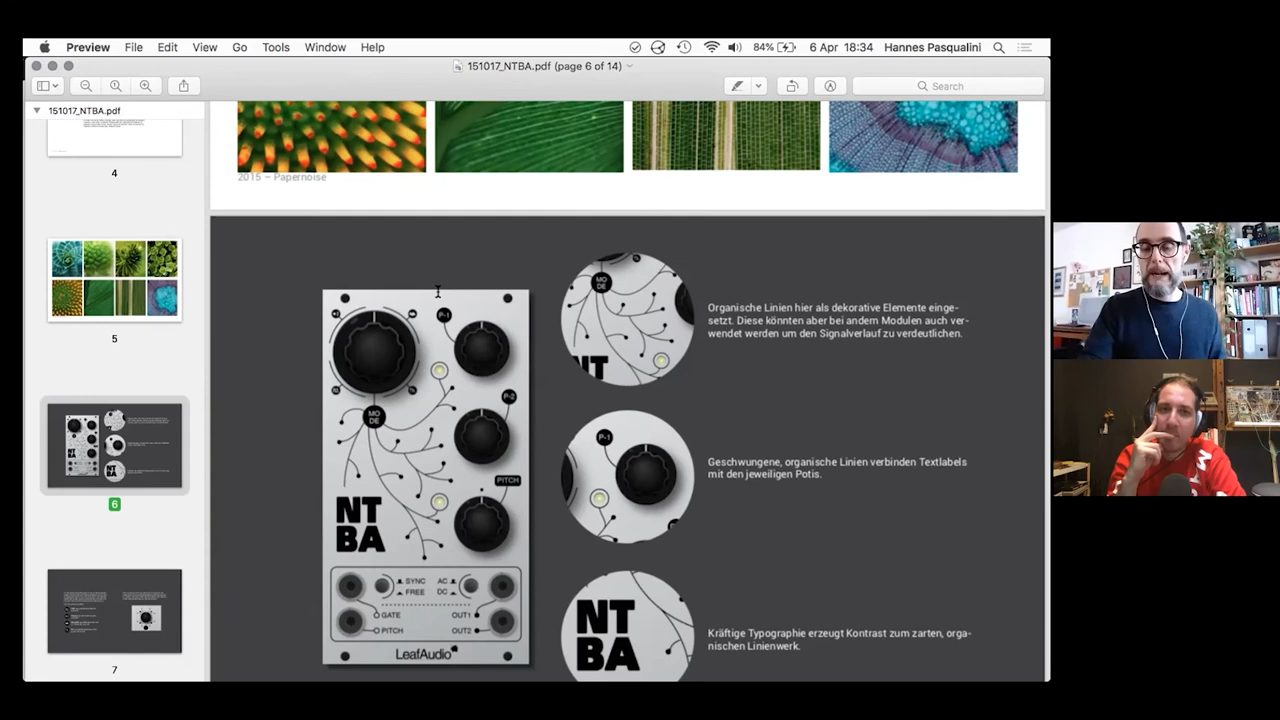 Preview File Edit View Go Tools Window Help 84% 6 Apr 18:34 Hannes Pasqualini
151017_NTBA.pdf (page 6 of 14)
Search
151017_NTBA.pdf
4
5
6
7
2015 — Papernoise
P-1
MO
DE
P-2
PITCH
NT
BA
SYNC
FREE
AC
DC
GATE
OUT1
PITCH
OUT2
LeafAudio
MO
DE
NT
Organische Linien hier als dekorative Elemente einge-
setzt. Diese könnten aber bei andern Modulen auch ver-
wendet werden um den Signalverlauf zu verdeutlichen.
P-1
Geschwungene, organische Linien verbinden Textlabels
mit den jeweiligen Potis.
NT
BA
Kräftige Typographie erzeugt Kontrast zum zarten, orga-
nischen Linienwerk.